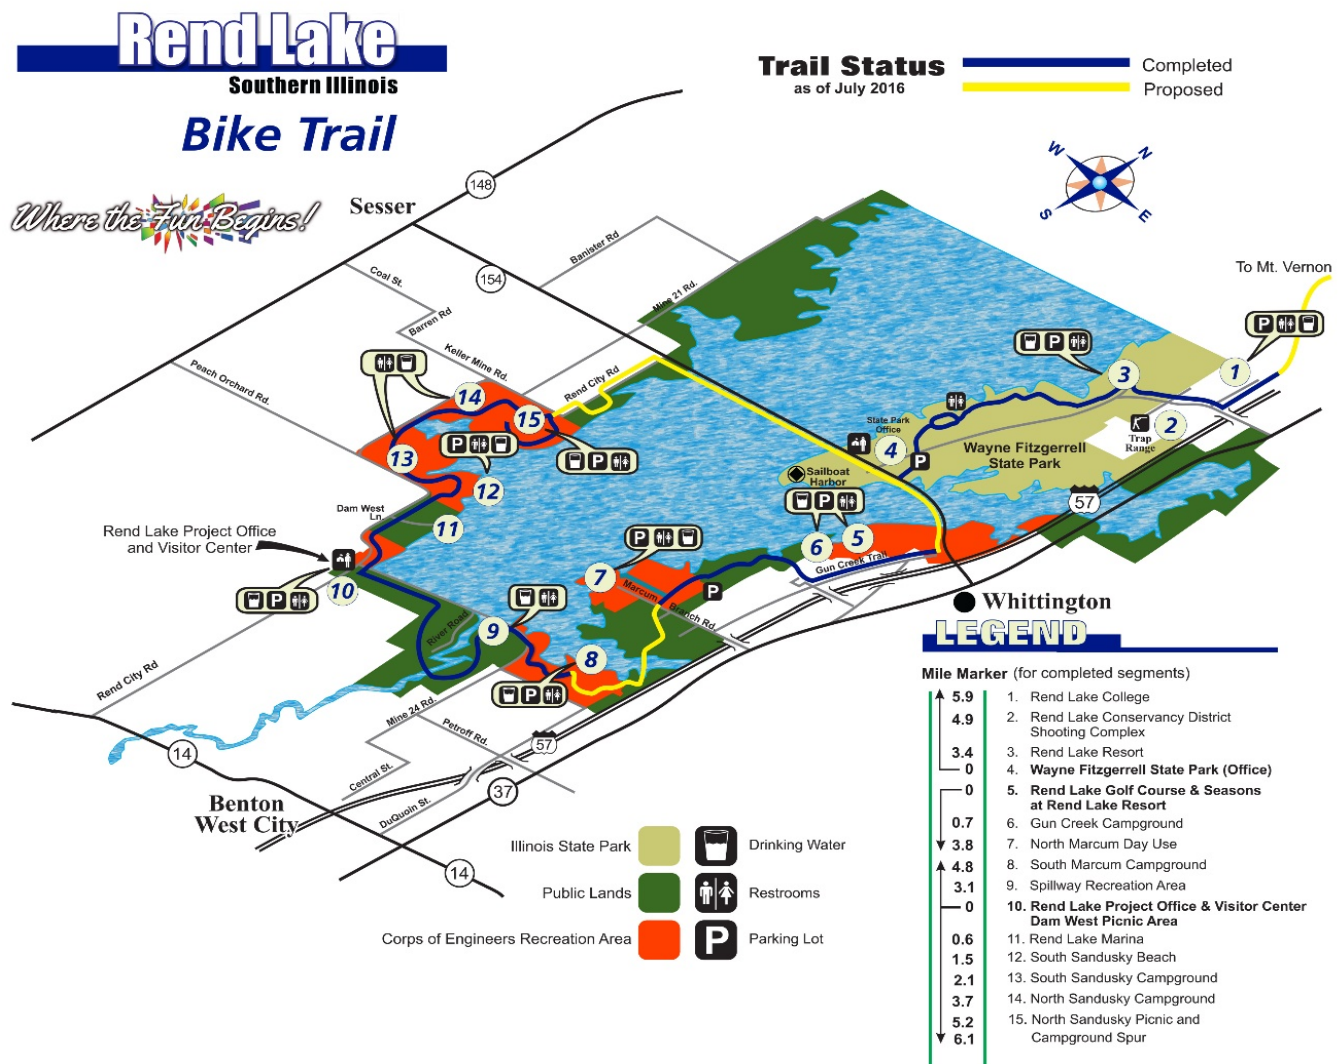 Rend Lake
Southern Illinois
Bike Trail
Where the Fun Begins!
Trail Status
as of July 2016
Completed
Proposed
W
N
S
E
148
Sesser
154
Banister Rd
Coal St.
Barren Rd
Mine 21 Rd.
To Mt. Vernon
Peach Orchard Rd.
Keller Mine Rd.
Rend City Rd
P
1
P
3
14
15
P
13
P
12
State Park
Office
4
P
Trap
Range
2
Wayne Fitzgerrell
State Park
Sailboat
Harbor
57
P
6
5
Gun Creek Trail
Dam West
Ln.
11
Rend Lake Project Office
and Visitor Center
P
10
P
7
Marcum
Branch Rd
P
Whittington
River Road
9
8
P
Rend City Rd
Mine 24 Rd.
Petroff Rd.
57
Central St.
DuQuoin St.
14
37
Benton
West City
14
LEGEND
Mile Marker (for completed segments)
5.9 1. Rend Lake College
4.9 2. Rend Lake Conservancy District
Shooting Complex
3.4 3. Rend Lake Resort
0 4. Wayne Fitzgerrell State Park (Office)
0 5. Rend Lake Golf Course & Seasons
at Rend Lake Resort
0.7 6. Gun Creek Campground
3.8 7. North Marcum Day Use
4.8 8. South Marcum Campground
3.1 9. Spillway Recreation Area
0 10. Rend Lake Project Office & Visitor Center
Dam West Picnic Area
0.6 11. Rend Lake Marina
1.5 12. South Sandusky Beach
2.1 13. South Sandusky Campground
3.7 14. North Sandusky Campground
5.2 15. North Sandusky Picnic and
6.1 Campground Spur
Illinois State Park
Drinking Water
Public Lands
Restrooms
Corps of Engineers Recreation Area
P
Parking Lot